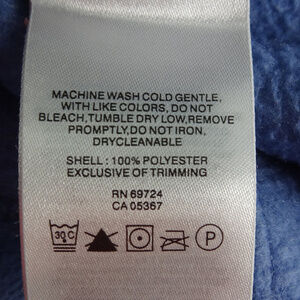 MACHINE WASH COLD GENTLE,
WITH LIKE COLORS, DO NOT
BLEACH,TUMBLE DRY LOW,REMOVE
PROMPTLY,DO NOT IRON,
DRYCLEANABLE
SHELL : 100% POLYESTER
EXCLUSIVE OF TRIMMING
RN 69724
CA 05367
30 C P